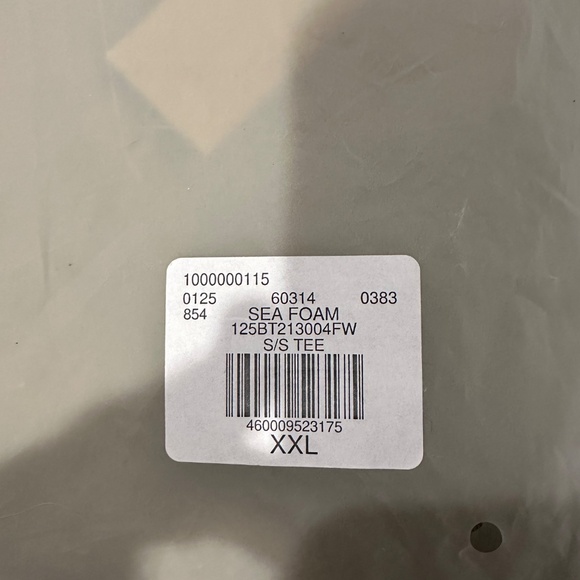 1000000115
0125 60314 0383
854 SEA FOAM
125BT213004FW
S/S TEE
460009523175
XXL